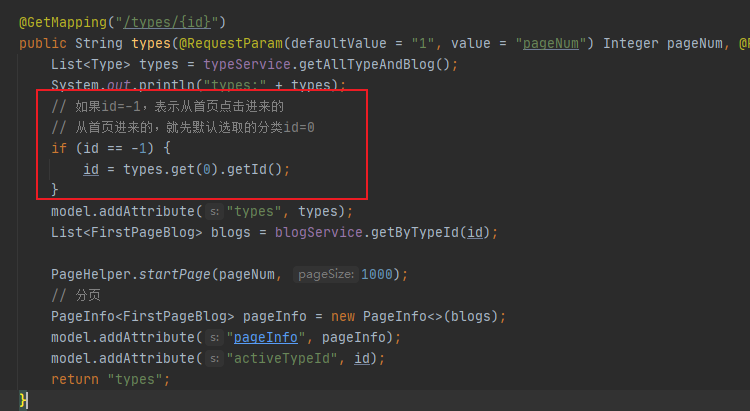 @GetMapping("/types/{id}")
public String types(@RequestParam(defaultValue = "1", value = "pageNum") Integer pageNum, @R
List<Type> types = typeService.getAllTypeAndBlog();
System.out.println("types:" + types);
// 如果id=-1，表示从首页点击进来的
// 从首页进来的，就先默认选取的分类id=0
if (id == -1) {
id = types.get(0).getId();
}
model.addAttribute( s: "types", types);
List<FirstPageBlog> blogs = blogService.getByTypeId(id);
PageHelper.startPage(pageNum, pageSize: 1000);
// 分页
PageInfo<FirstPageBlog> pageInfo = new PageInfo<>(blogs);
model.addAttribute( s: "pageInfo", pageInfo);
model.addAttribute( s: "activeTypeId", id);
return "types";
}